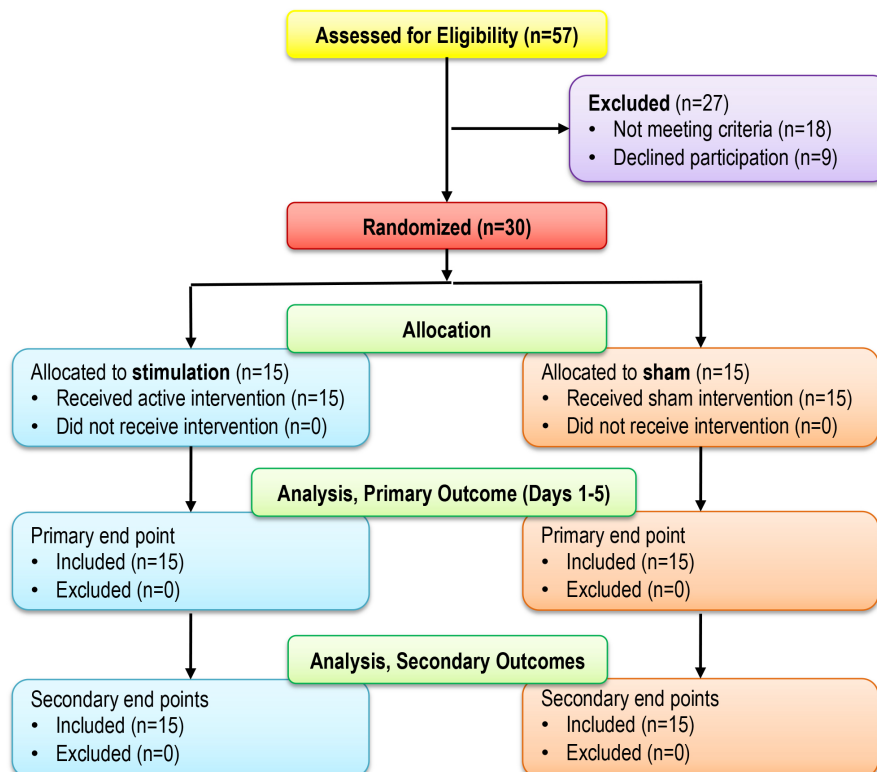 Assessed for Eligibility (n=57)
Excluded (n=27)
• Not meeting criteria (n=18)
• Declined participation (n=9)
Randomized (n=30)
Allocation
Allocated to stimulation (n=15)
• Received active intervention (n=15)
• Did not receive intervention (n=0)
Allocated to sham (n=15)
• Received sham intervention (n=15)
• Did not receive intervention (n=0)
Analysis, Primary Outcome (Days 1-5)
Primary end point
• Included (n=15)
• Excluded (n=0)
Primary end point
• Included (n=15)
• Excluded (n=0)
Analysis, Secondary Outcomes
Secondary end points
• Included (n=15)
• Excluded (n=0)
Secondary end points
• Included (n=15)
• Excluded (n=0)